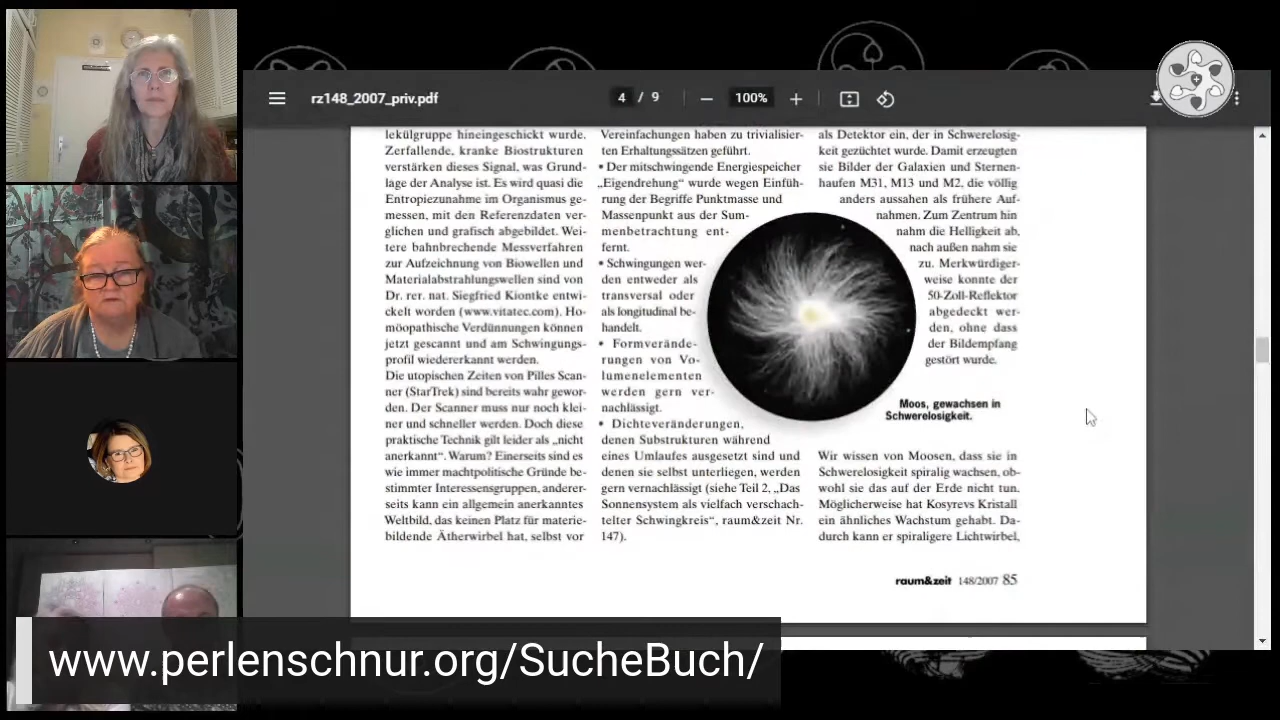 rz148_2007_priv.pdf
4 / 9
100%
lekülgruppe hineingeschickt wurde.
Zerfallende, kranke Biostrukturen
verstärken dieses Signal, was Grund-
lage der Analyse ist. Es wird quasi die
Entropiezunahme im Organismus ge-
messen, mit den Referenzdaten ver-
glichen und grafisch abgebildet. Wei-
tere bahnbrechende Messverfahren
zur Aufzeichnung von Biowellen und
Materialabstrahlungswellen sind von
Dr. rer. nat. Siegfried Kiontke entwi-
ckelt worden (www.vitatec.com). Ho-
möopathische Verdünnungen können
jetzt gescannt und am Schwingungs-
profil wiedererkannt werden.
Die utopischen Zeiten von Pilles Scan-
ner (StarTrek) sind bereits wahr gewor-
den. Der Scanner muss nur noch klei-
ner und schneller werden. Doch diese
praktische Technik gilt leider als „nicht
anerkannt“. Warum? Einerseits sind es
wie immer machtpolitische Gründe be-
stimmter Interessensgruppen, anderer-
seits kann ein allgemein anerkanntes
Weltbild, das keinen Platz für materie-
bildende Ätherwirbel hat, selbst vor
Vereinfachungen haben zu trivialisier-
ten Erhaltungssätzen geführt.
• Der mitschwingende Energiespeicher
„Eigendrehung“ wurde wegen Einfüh-
rung der Begriffe Punktmasse und
Massenpunkt aus der Sum-
menbetrachtung ent-
fernt.
• Schwingungen wer-
den entweder als
transversal oder
als longitudinal be-
handelt.
• Formverände-
rungen von Vo-
lumenelementen
werden gern ver-
nachlässigt.
• Dichteveränderungen,
denen Substrukturen während
eines Umlaufes ausgesetzt sind und
denen sie selbst unterliegen, werden
gern vernachlässigt (siehe Teil 2, „Das
Sonnensystem als vielfach verschach-
telter Schwingkreis“, raum&zeit Nr.
147).
als Detektor ein, der in Schwerelosig-
keit gezüchtet wurde. Damit erzeugten
sie Bilder der Galaxien und Sternen-
haufen M31, M13 und M2, die völlig
anders aussahen als frühere Auf-
nahmen. Zum Zentrum hin
nahm die Helligkeit ab,
nach außen nahm sie
zu. Merkwürdiger-
weise konnte der
50-Zoll-Reflektor
abgedeckt wer-
den, ohne dass
der Bildempfang
gestört wurde.
Moos, gewachsen in
Schwerelosigkeit.
Wir wissen von Moosen, dass sie in
Schwerelosigkeit spiralig wachsen, ob-
wohl sie das auf der Erde nicht tun.
Möglicherweise hat Kosyrevs Kristall
ein ähnliches Wachstum gehabt. Da-
durch kann er spiraligere Lichtwirbel,
raum&zeit 148/2007 85
www.perlenschnur.org/SucheBuch/